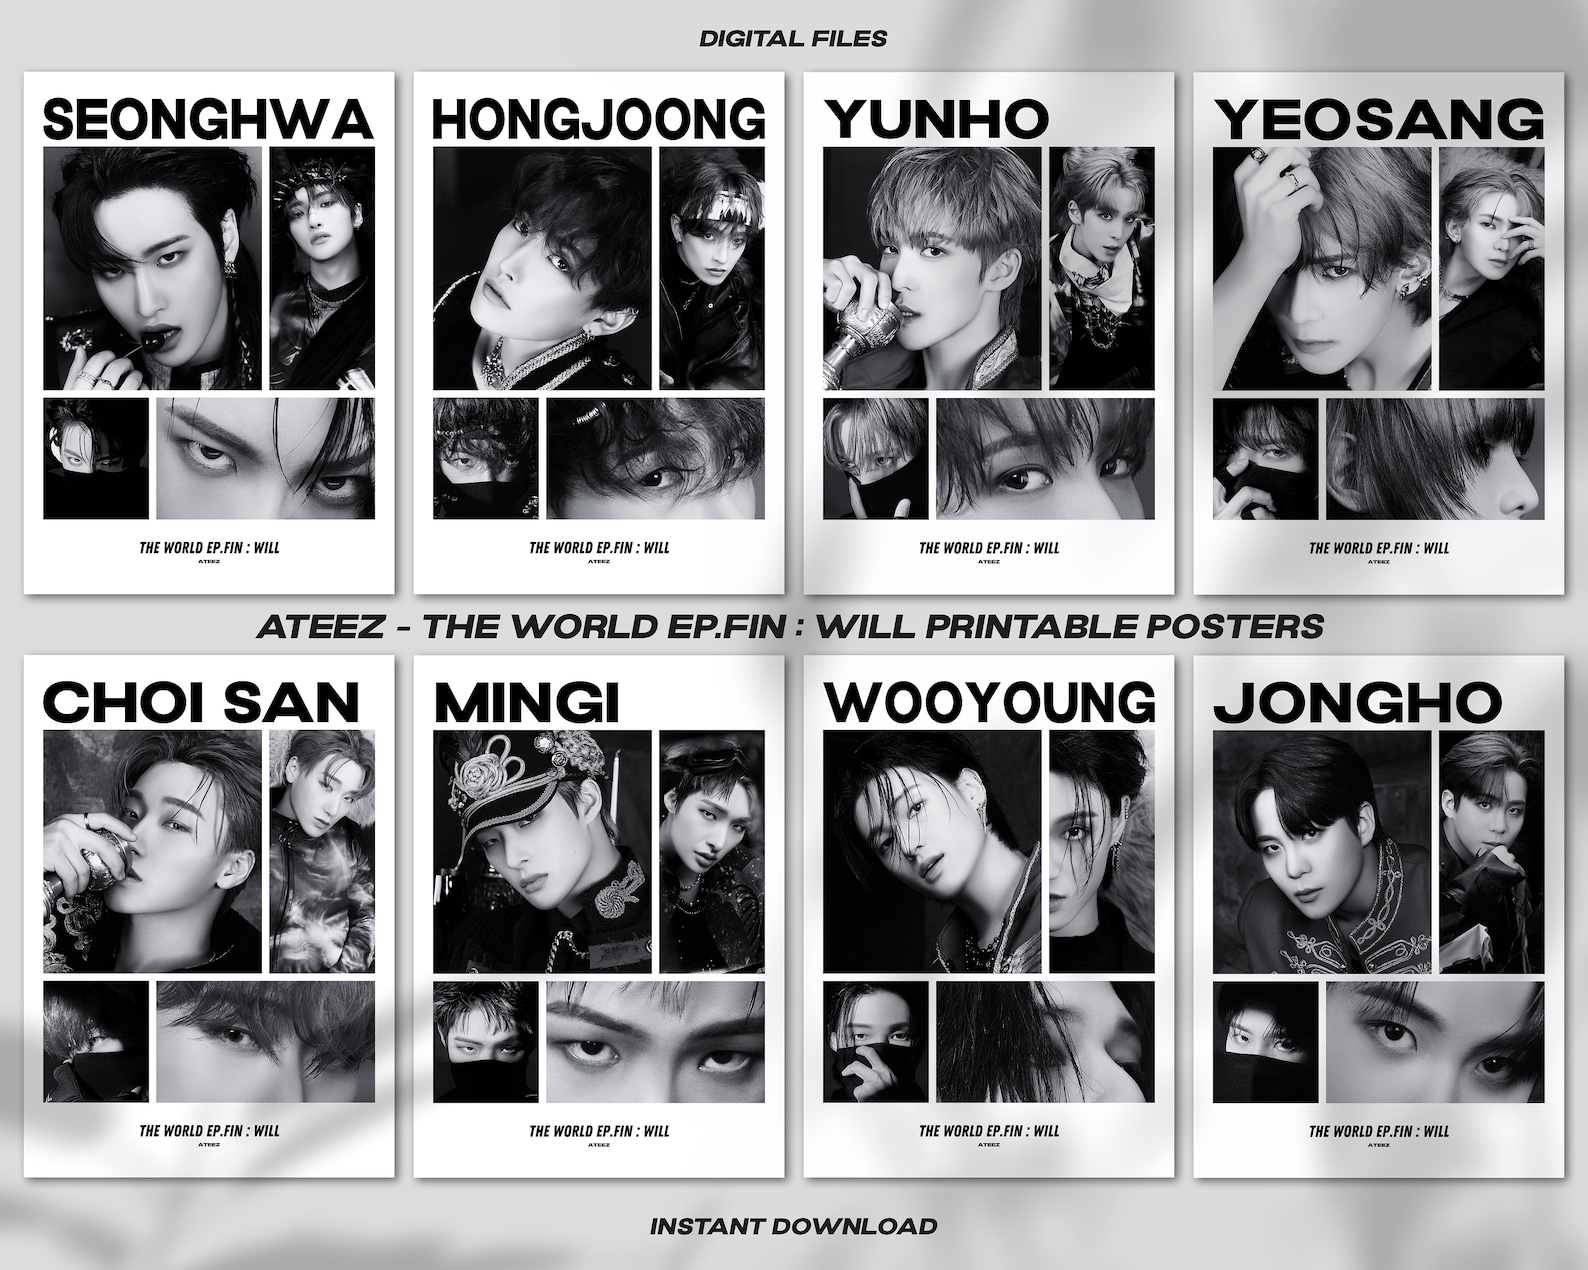 DIGITAL FILES
SEONGHWA
HONGJOONG
YUNHO
YEOSANG
THE WORLD EP.FIN : WILL
ATEEZ
THE WORLD EP.FIN : WILL
ATEEZ
THE WORLD EP.FIN : WILL
ATEEZ
THE WORLD EP.FIN : WILL
ATEEZ
ATEEZ - THE WORLD EP.FIN : WILL PRINTABLE POSTERS
CHOI SAN
MINGI
WOOYOUNG
JONGHO
THE WORLD EP.FIN : WILL
ATEEZ
THE WORLD EP.FIN : WILL
ATEEZ
THE WORLD EP.FIN : WILL
ATEEZ
THE WORLD EP.FIN : WILL
ATEEZ
INSTANT DOWNLOAD